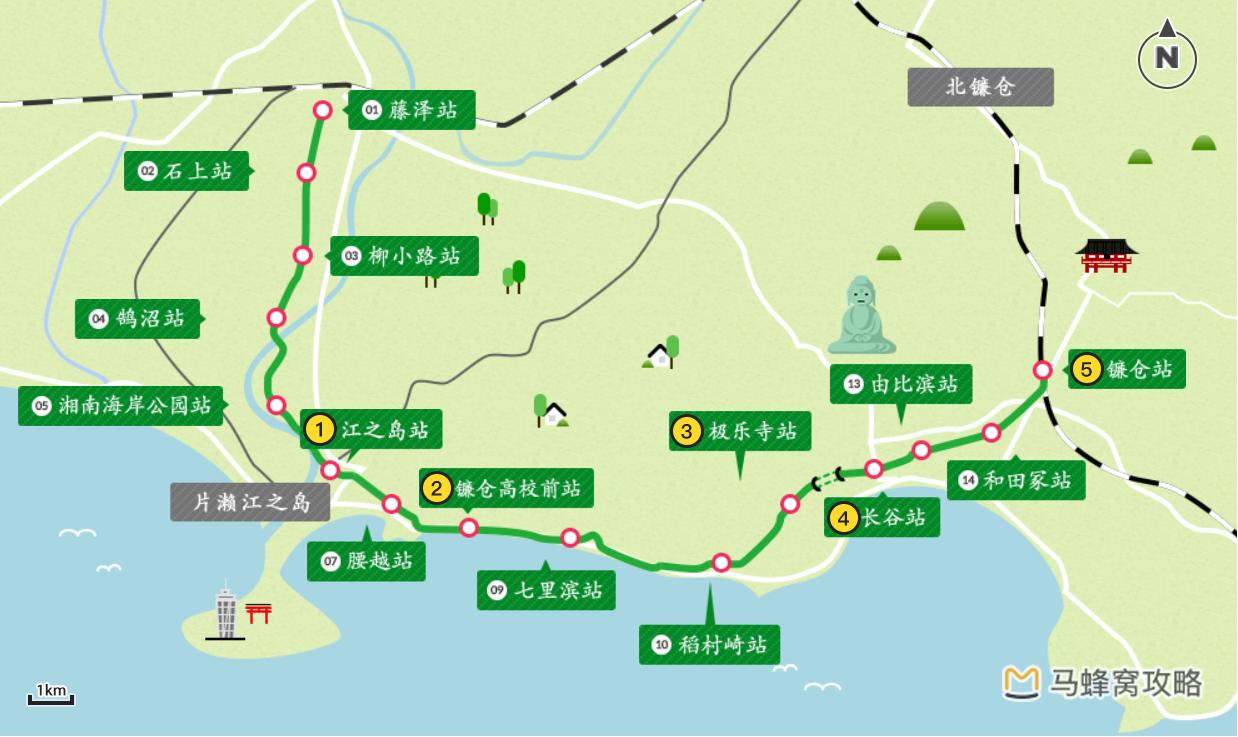 N
北镰仓
01 藤泽站
02 石上站
03 柳小路站
04 鹄沼站
05 湘南海岸公园站
1 江之岛站
片濑江之岛
2 镰仓高校前站
07 腰越站
09 七里滨站
10 稻村崎站
3 极乐寺站
4 长谷站
13 由比滨站
14 和田冢站
5 镰仓站
1km
马蜂窝攻略